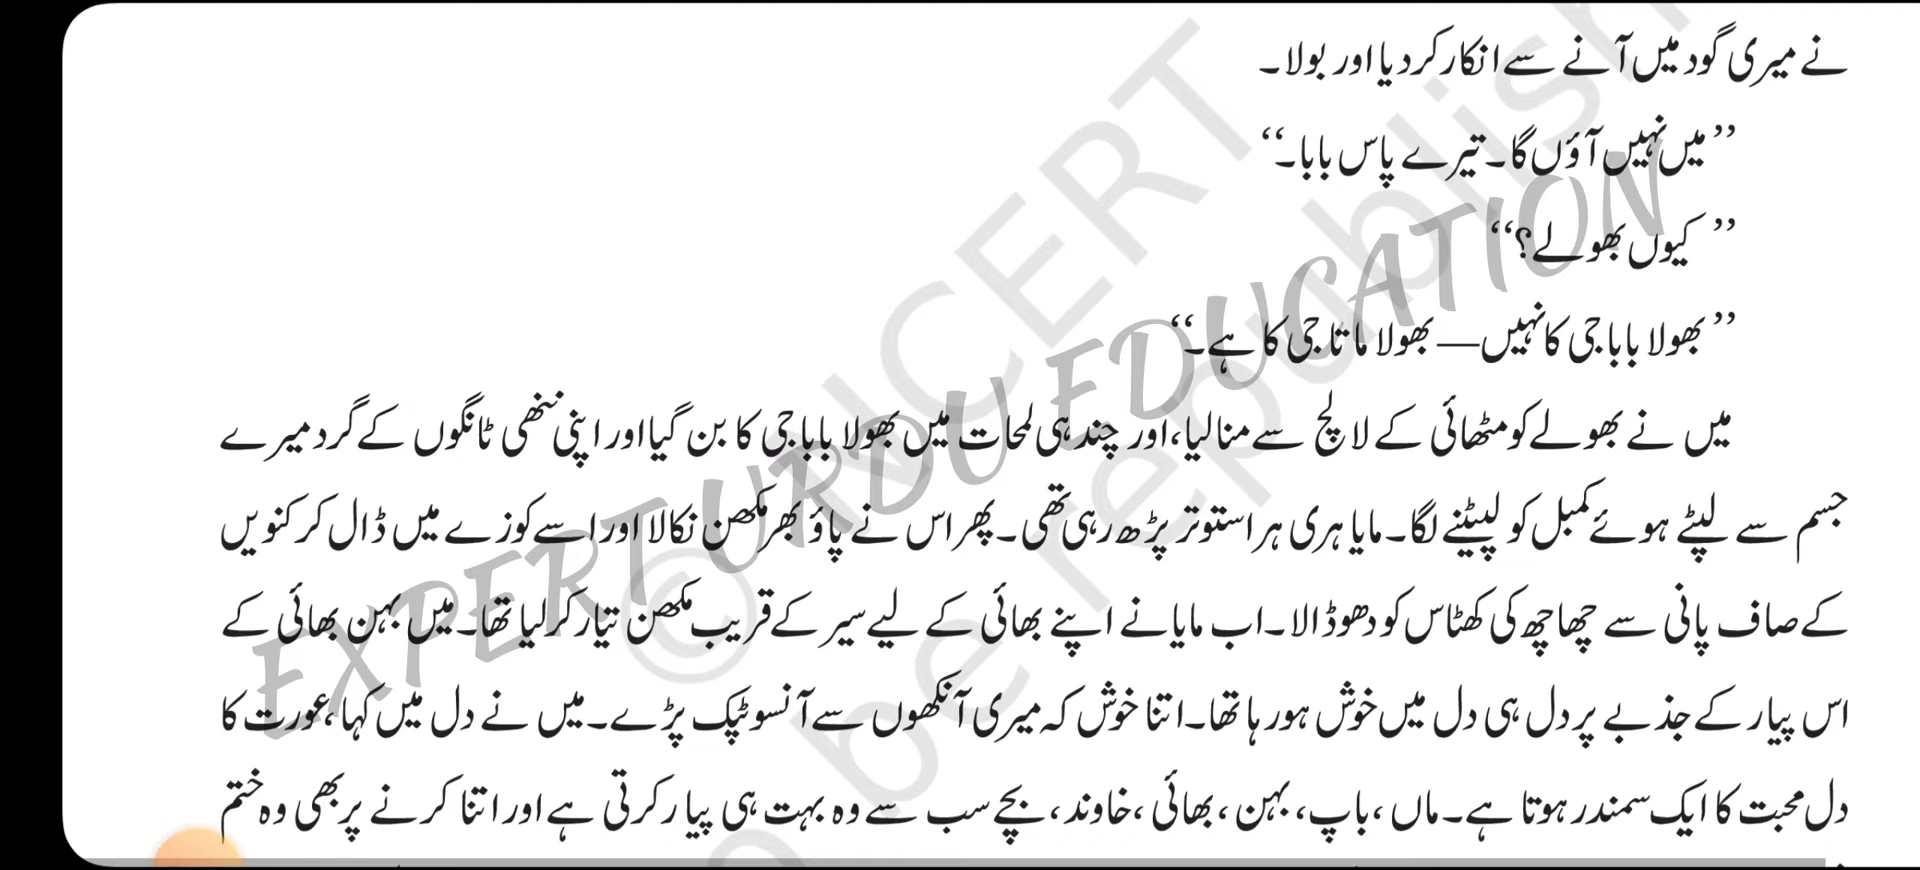 نے میری گود میں آنے سے انکار کر دیا اور بولا۔
’’میں نہیں آؤں گا۔ تیرے پاس بابا۔‘‘
’’کیوں بھولے؟‘‘
’’بھولا بابا جی کا نہیں — بھولا ماتا جی کا ہے۔‘‘
میں نے بھولے کو مٹھائی کے لالچ سے منا لیا، اور چند ہی لمحات میں بھولا بابا جی کا بن گیا اور اپنی ننھی ٹانگوں کے گرد میرے
جسم سے لپٹے ہوئے کمبل کو لپیٹنے لگا۔ مایا ہری ہر استوتر پڑھ رہی تھی۔ پھر اس نے پاؤ بھر مکھن نکالا اور اسے کوزے میں ڈال کر کنویں
کے صاف پانی سے چھاچھ کی کھٹاس کو دھو ڈالا۔ اب مایا نے اپنے بھائی کے لیے سیر کے قریب مکھن تیار کر لیا تھا۔ میں بہن بھائی کے
اس پیار کے جذبے پر دل ہی دل میں خوش ہو رہا تھا۔ اتنا خوش کہ میری آنکھوں سے آنسو ٹپک پڑے۔ میں نے دل میں کہا، عورت کا
دل محبت کا ایک سمندر ہوتا ہے۔ ماں، باپ، بہن، بھائی، خاوند، بچے سب سے وہ بہت ہی پیار کرتی ہے اور اتنا کرنے پر بھی وہ ختم
© NCERT
be republish
EXPERT URDU EDUCATION